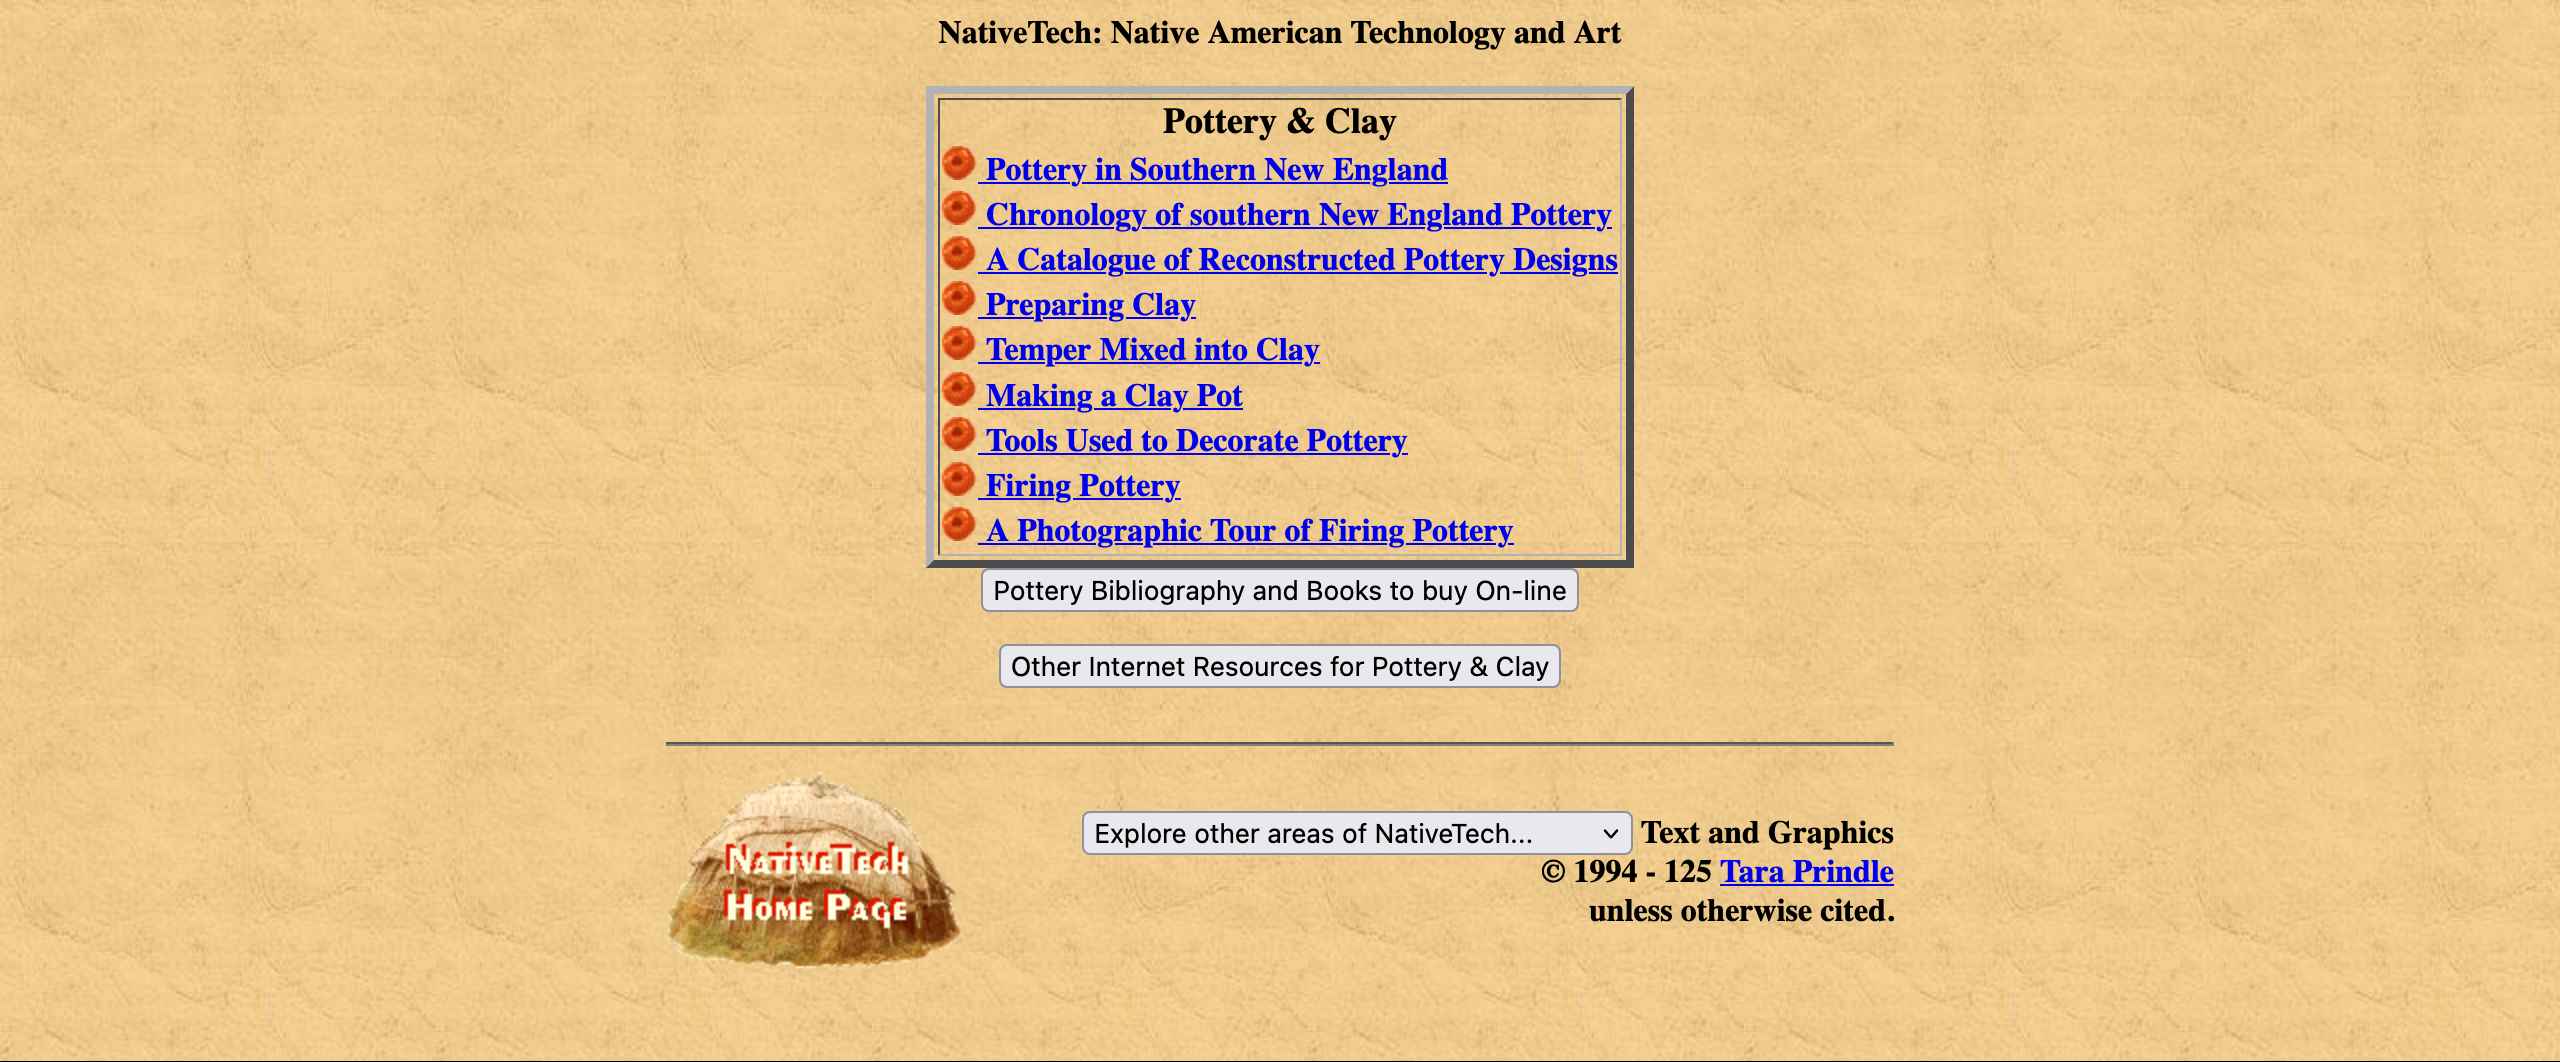 NativeTech: Native American Technology and Art
Pottery & Clay
Pottery in Southern New England
Chronology of southern New England Pottery
A Catalogue of Reconstructed Pottery Designs
Preparing Clay
Temper Mixed into Clay
Making a Clay Pot
Tools Used to Decorate Pottery
Firing Pottery
A Photographic Tour of Firing Pottery
Pottery Bibliography and Books to buy On-line
Other Internet Resources for Pottery & Clay
NativeTech
Home Page
Explore other areas of NativeTech... Text and Graphics
© 1994 - 125 Tara Prindle
unless otherwise cited.